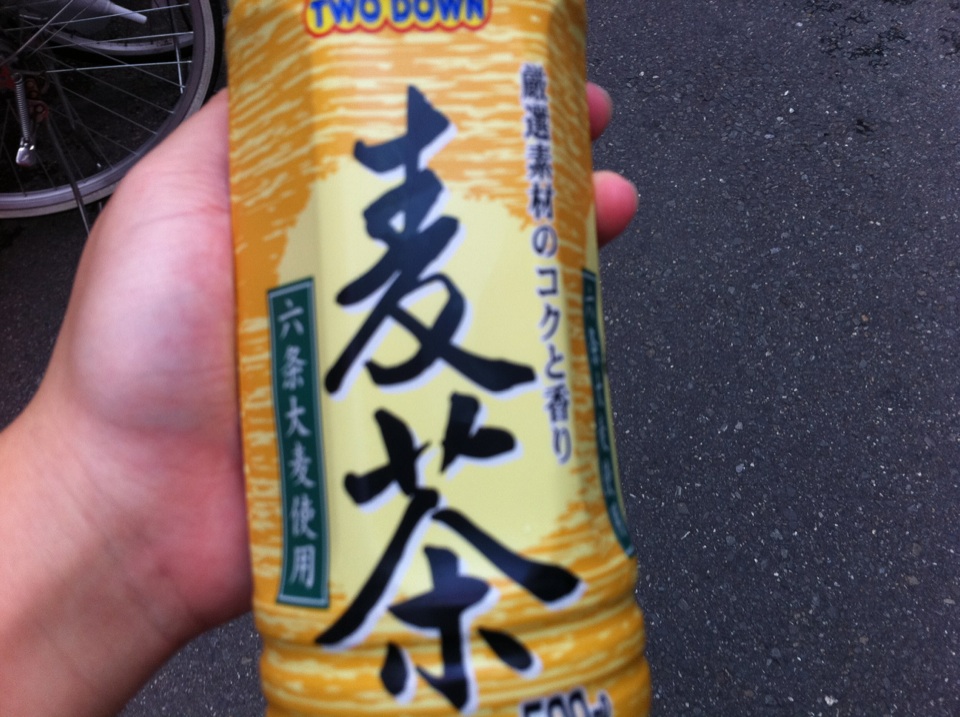 TWO DOWN
厳選素材のコクと香り
麦茶
六条大麦使用
500ml